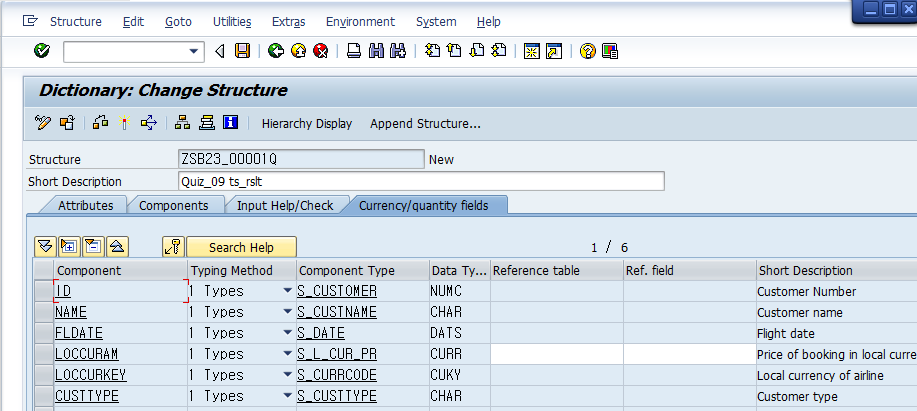 Structure Edit Goto Utilities Extras Environment System Help
Dictionary: Change Structure
Hierarchy Display Append Structure...
Structure ZSB23_00001Q New
Short Description Quiz_09 ts_rslt
Attributes Components Input Help/Check Currency/quantity fields
Search Help 1 / 6
Component Typing Method Component Type Data Ty... Reference table Ref. field Short Description
ID 1 Types S_CUSTOMER NUMC Customer Number
NAME 1 Types S_CUSTNAME CHAR Customer name
FLDATE 1 Types S_DATE DATS Flight date
LOCCURAM 1 Types S_L_CUR_PR CURR Price of booking in local curre
LOCCURKEY 1 Types S_CURRCODE CUKY Local currency of airline
CUSTTYPE 1 Types S_CUSTTYPE CHAR Customer type